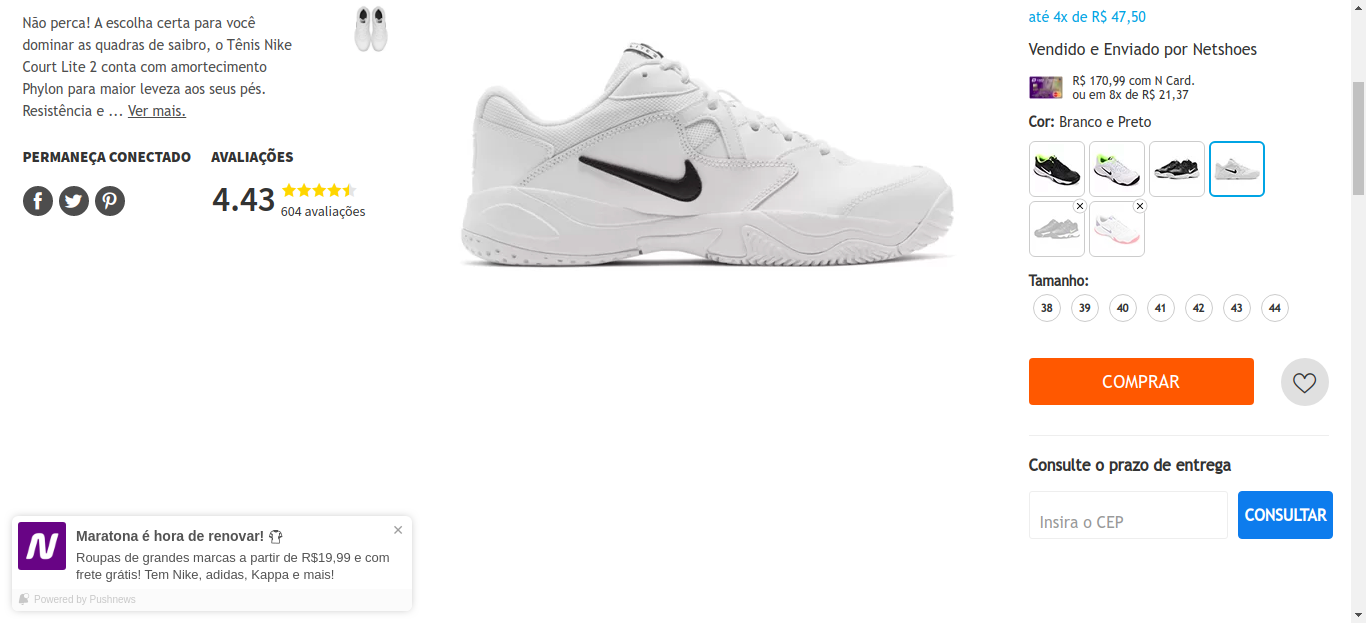 Não perca! A escolha certa para você
dominar as quadras de saibro, o Tênis Nike
Court Lite 2 conta com amortecimento
Phylon para maior leveza aos seus pés.
Resistência e ... Ver mais.
PERMANEÇA CONECTADO
AVALIAÇÕES
4.43
604 avaliações
até 4x de R$ 47,50
Vendido e Enviado por Netshoes
R$ 170,99 com N Card.
ou em 8x de R$ 21,37
Cor: Branco e Preto
Tamanho:
38 39 40 41 42 43 44
COMPRAR
Consulte o prazo de entrega
Insira o CEP
CONSULTAR
N
Maratona é hora de renovar!
Roupas de grandes marcas a partir de R$19,99 e com
frete grátis! Tem Nike, adidas, Kappa e mais!
Powered by Pushnews